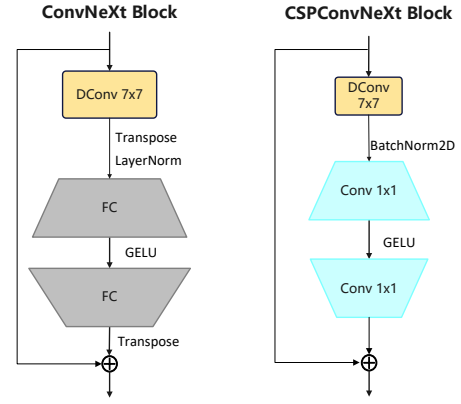 ConvNeXt Block
DConv 7x7
Transpose
LayerNorm
FC
GELU
FC
Transpose
CSPConvNeXt Block
DConv
7x7
BatchNorm2D
Conv 1x1
GELU
Conv 1x1